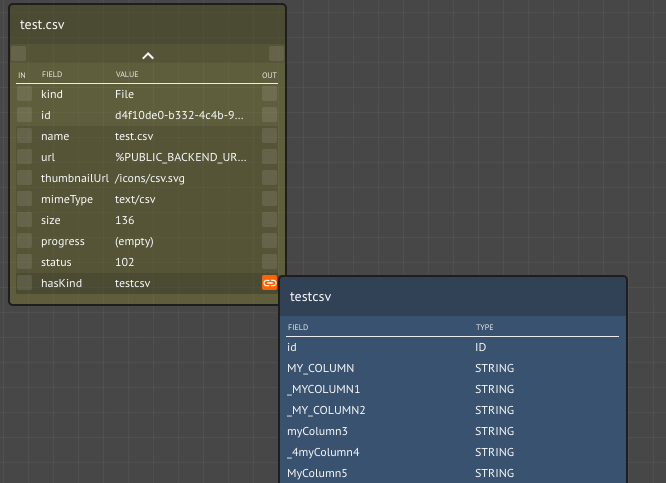 test.csv
IN FIELD VALUE OUT
kind File
id d4f10de0-b332-4c4b-9...
name test.csv
url %PUBLIC_BACKEND_UR...
thumbnailUrl /icons/csv.svg
mimeType text/csv
size 136
progress (empty)
status 102
hasKind testcsv
testcsv
FIELD TYPE
id ID
MY_COLUMN STRING
_MYCOLUMN1 STRING
_MY_COLUMN2 STRING
myColumn3 STRING
_4myColumn4 STRING
MyColumn5 STRING